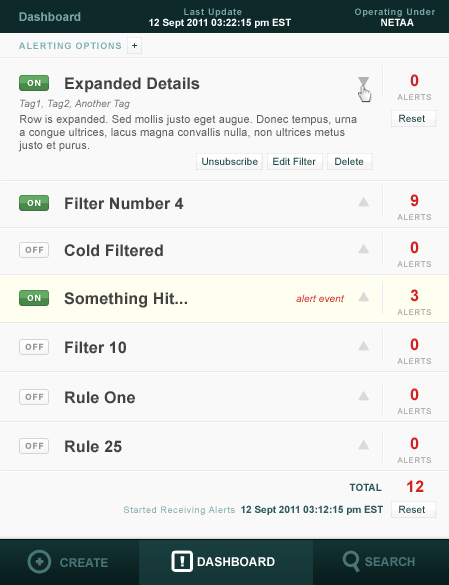 Dashboard
Last Update
12 Sept 2011 03:22:15 pm EST
Operating Under
NETAA
ALERTING OPTIONS +
ON Expanded Details 0
ALERTS
Tag1, Tag2, Another Tag
Row is expanded. Sed mollis justo eget augue. Donec tempus, urna
a congue ultrices, lacus magna convallis nulla, non ultrices metus
justo et purus.
Reset
Unsubscribe Edit Filter Delete
ON Filter Number 4 9
ALERTS
OFF Cold Filtered 0
ALERTS
ON Something Hit... alert event 3
ALERTS
OFF Filter 10 0
ALERTS
OFF Rule One 0
ALERTS
OFF Rule 25 0
ALERTS
TOTAL 12
Started Receiving Alerts 12 Sept 2011 03:12:15 pm EST Reset
CREATE DASHBOARD SEARCH